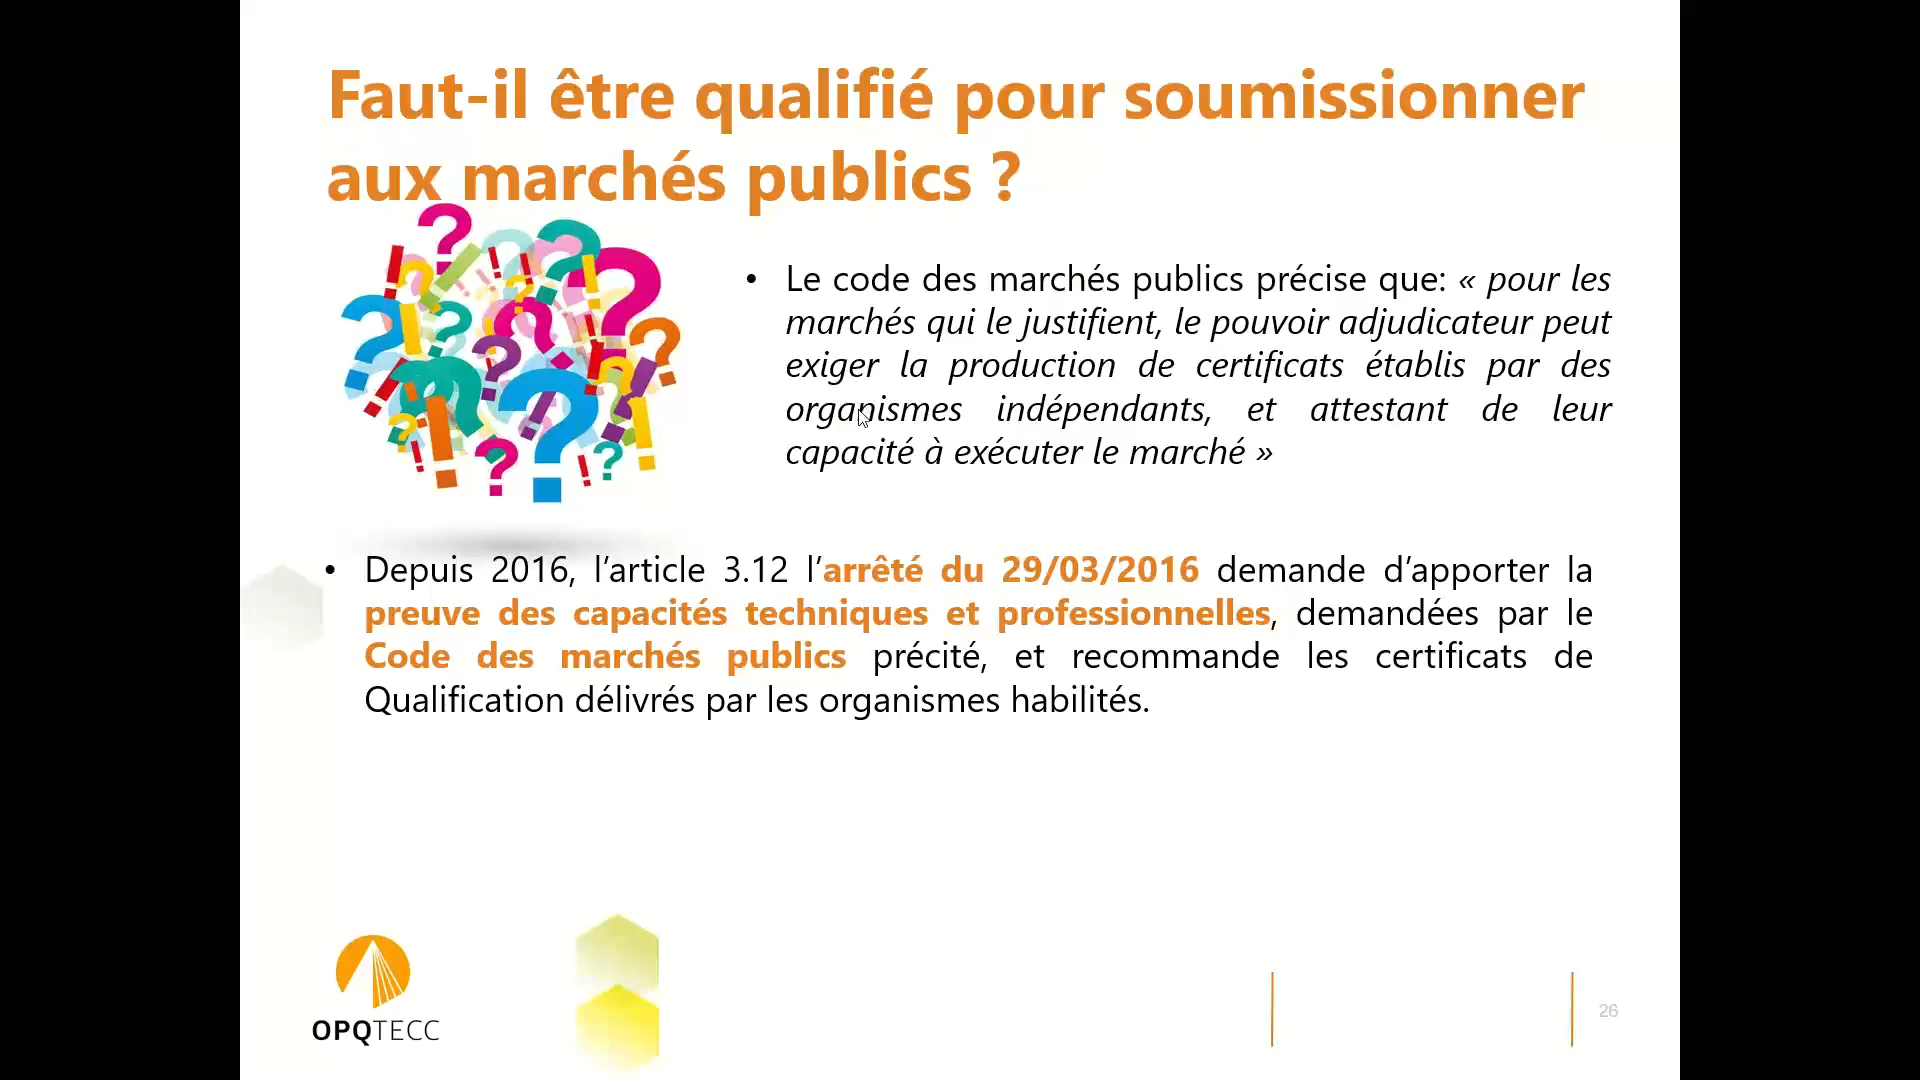 Faut-il être qualifié pour soumissionner
aux marchés publics ?
• Le code des marchés publics précise que: « pour les
marchés qui le justifient, le pouvoir adjudicateur peut
exiger la production de certificats établis par des
organismes indépendants, et attestant de leur
capacité à exécuter le marché »
• Depuis 2016, l’article 3.12 l’arrêté du 29/03/2016 demande d’apporter la
preuve des capacités techniques et professionnelles, demandées par le
Code des marchés publics précité, et recommande les certificats de
Qualification délivrés par les organismes habilités.
OPQTECC
26